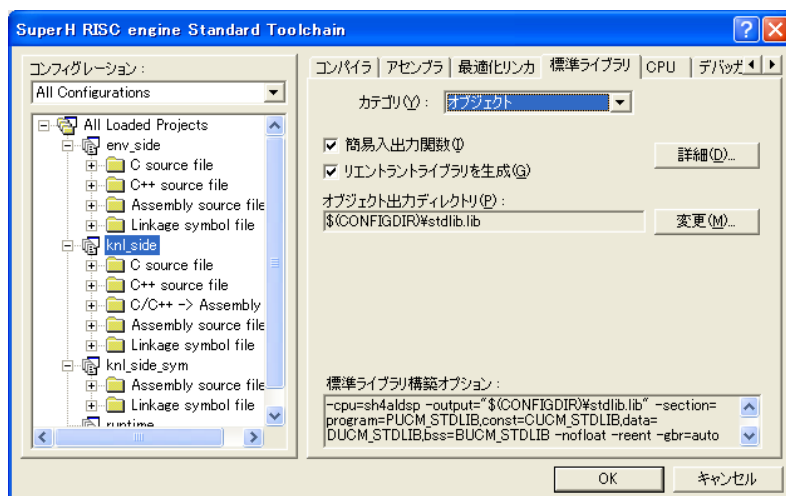 SuperH RISC engine Standard Toolchain
コンフィグレーション :
All Configurations
All Loaded Projects
env_side
C source file
C++ source file
Assembly source file
Linkage symbol file
knl_side
C source file
C++ source file
C/C++ -> Assembly
Assembly source file
Linkage symbol file
knl_side_sym
Assembly source file
Linkage symbol file
runtime
コンパイラ アセンブラ 最適化リンカ 標準ライブラリ CPU デバッガ
カテゴリ(Y) : オブジェクト
簡易入出力関数(I)
リエントラントライブラリを生成(G)
詳細(D)...
オブジェクト出力ディレクトリ(P) :
$(CONFIGDIR)¥stdlib.lib
変更(M)...
標準ライブラリ構築オプション :
-cpu=sh4aldsp -output="$(CONFIGDIR)¥stdlib.lib" -section=
program=PUCM_STDLIB,const=CUCM_STDLIB,data=
DUCM_STDLIB,bss=BUCM_STDLIB -nofloat -reent -gbr=auto
OK
キャンセル